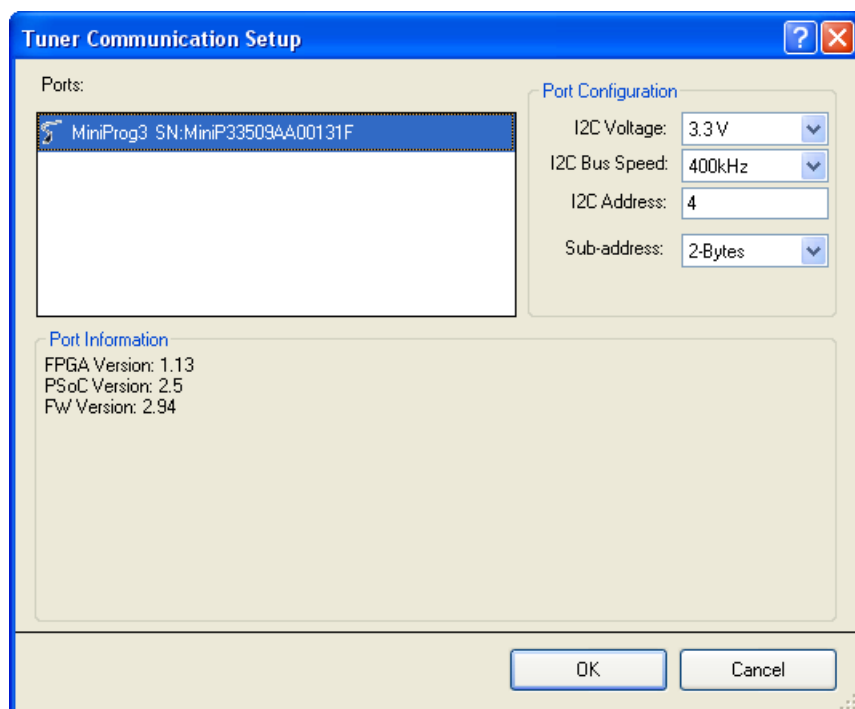 Tuner Communication Setup
Ports:
MiniProg3 SN:MiniP33509AA00131F
Port Configuration
I2C Voltage: 3.3 V
I2C Bus Speed: 400kHz
I2C Address: 4
Sub-address: 2-Bytes
Port Information
FPGA Version: 1.13
PSoC Version: 2.5
FW Version: 2.94
OK Cancel